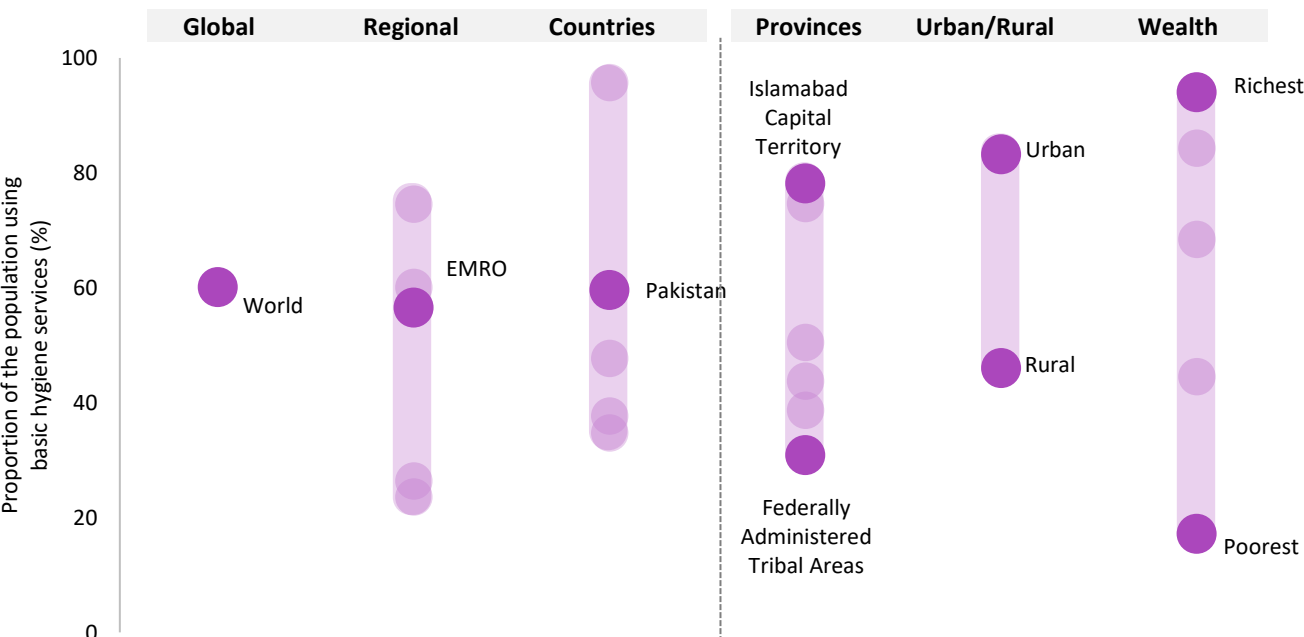 Global Regional Countries Provinces Urban/Rural Wealth
Proportion of the population using
basic hygiene services (%)
100
80
60
40
20
0
World
EMRO
Pakistan
Islamabad
Capital
Territory
Federally
Administered
Tribal Areas
Urban
Rural
Richest
Poorest